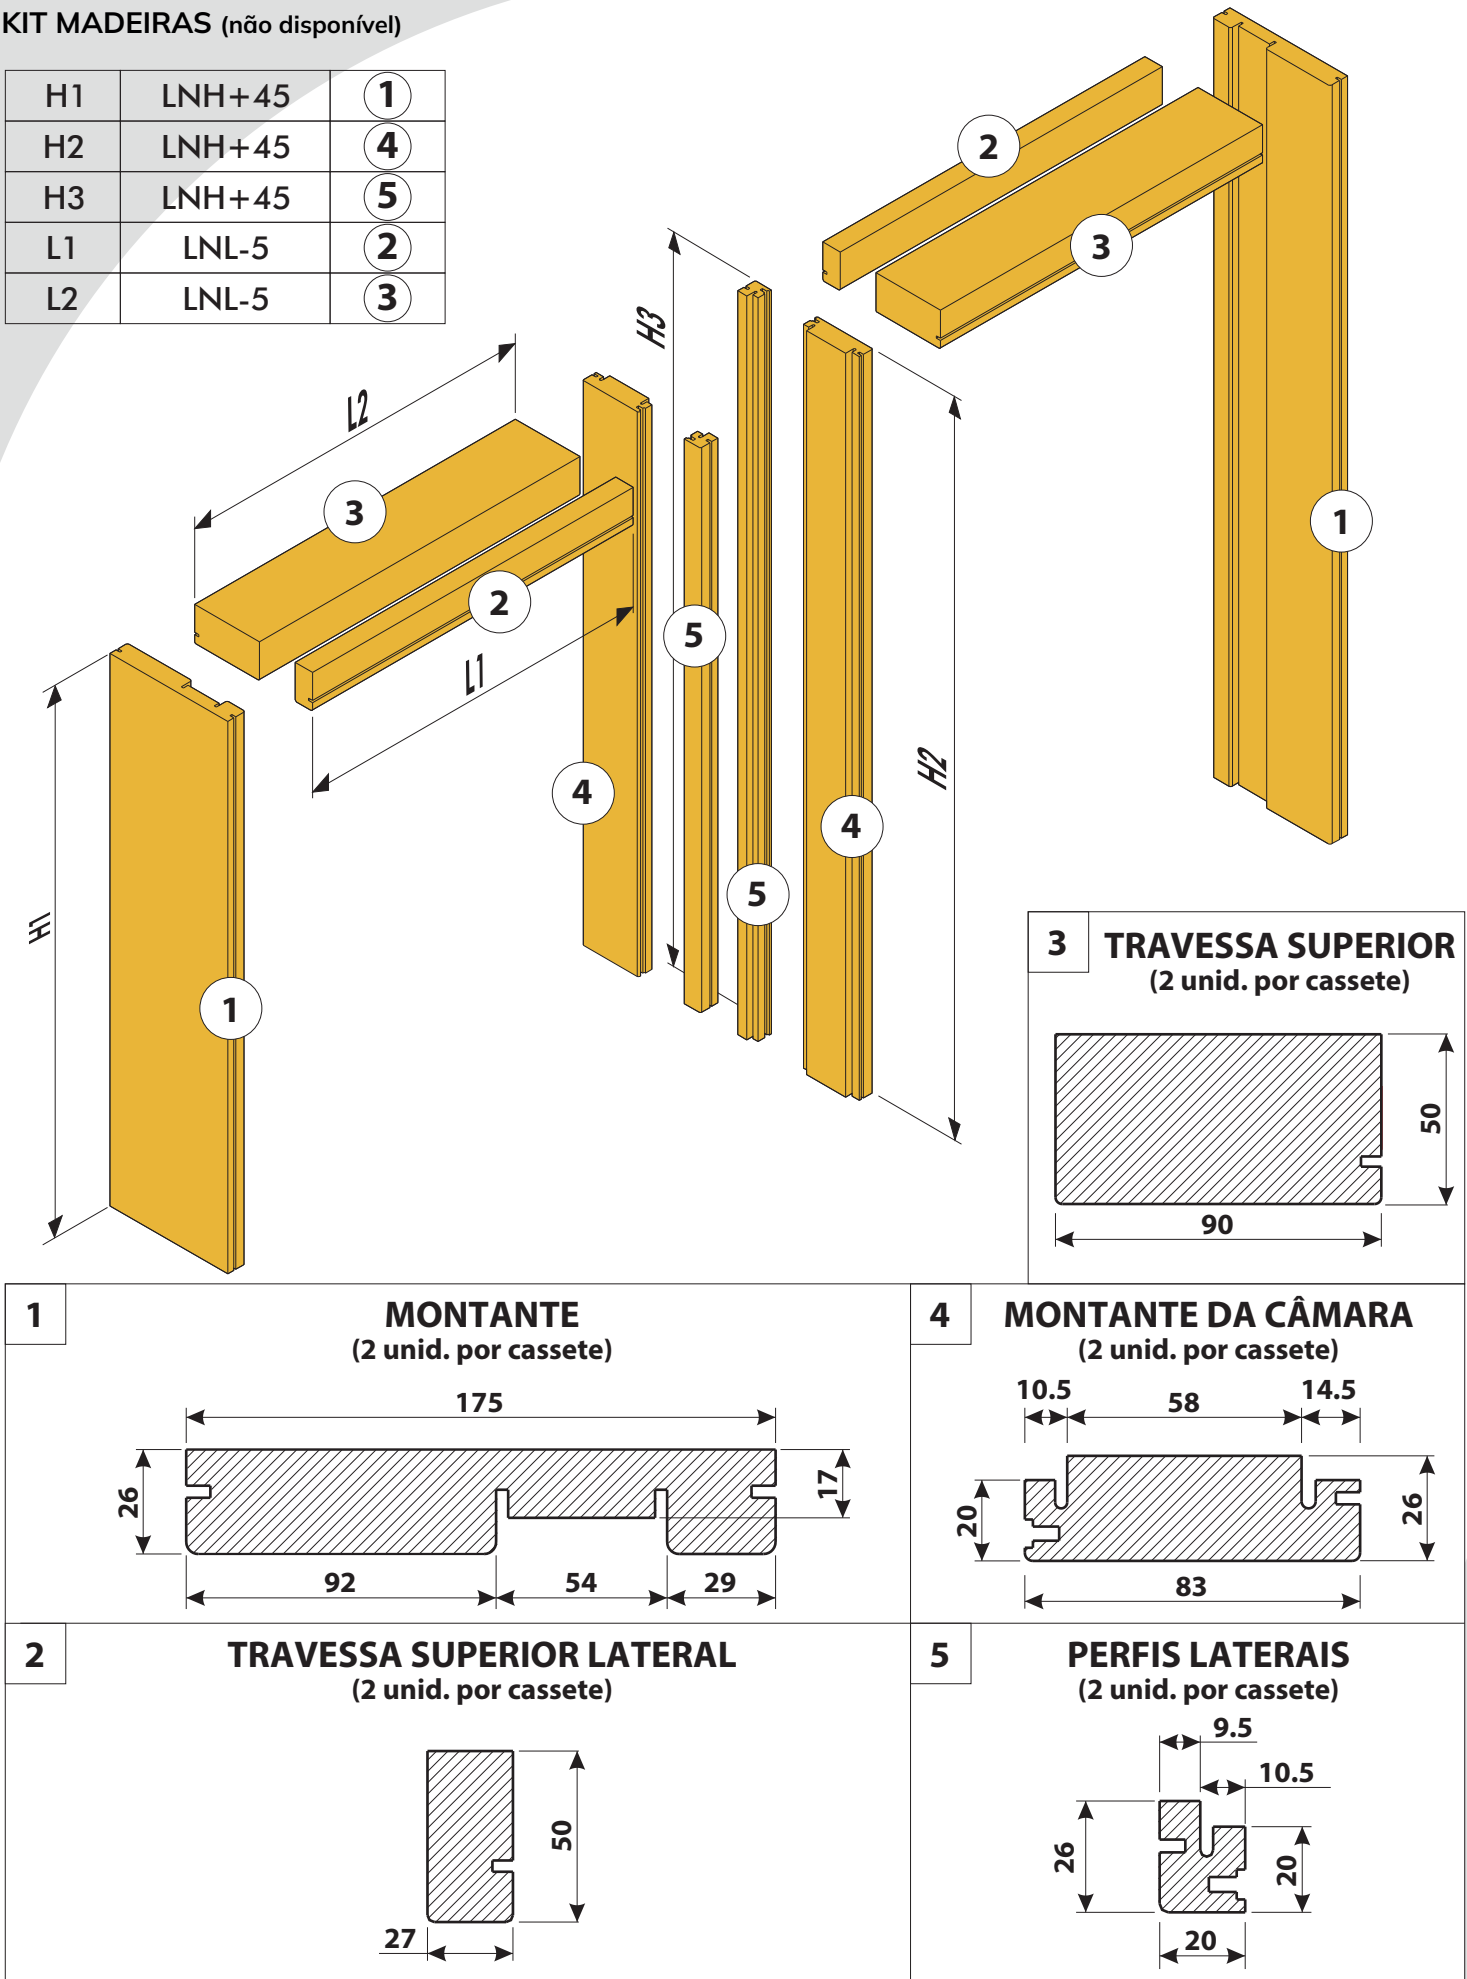 KIT MADEIRAS (não disponível)
H1 LNH+45 1
H2 LNH+45 4
H3 LNH+45 5
L1 LNL-5 2
L2 LNL-5 3
2
3
H3
L2
1
3
2
5
L1
H2
4
4
5
H1
1
3 TRAVESSA SUPERIOR
(2 unid. por cassete)
50
90
1 MONTANTE
(2 unid. por cassete)
175
26
17
92 54 29
4 MONTANTE DA CÂMARA
(2 unid. por cassete)
10.5 58 14.5
20
26
83
2 TRAVESSA SUPERIOR LATERAL
(2 unid. por cassete)
50
27
5 PERFIS LATERAIS
(2 unid. por cassete)
9.5
10.5
26
20
20